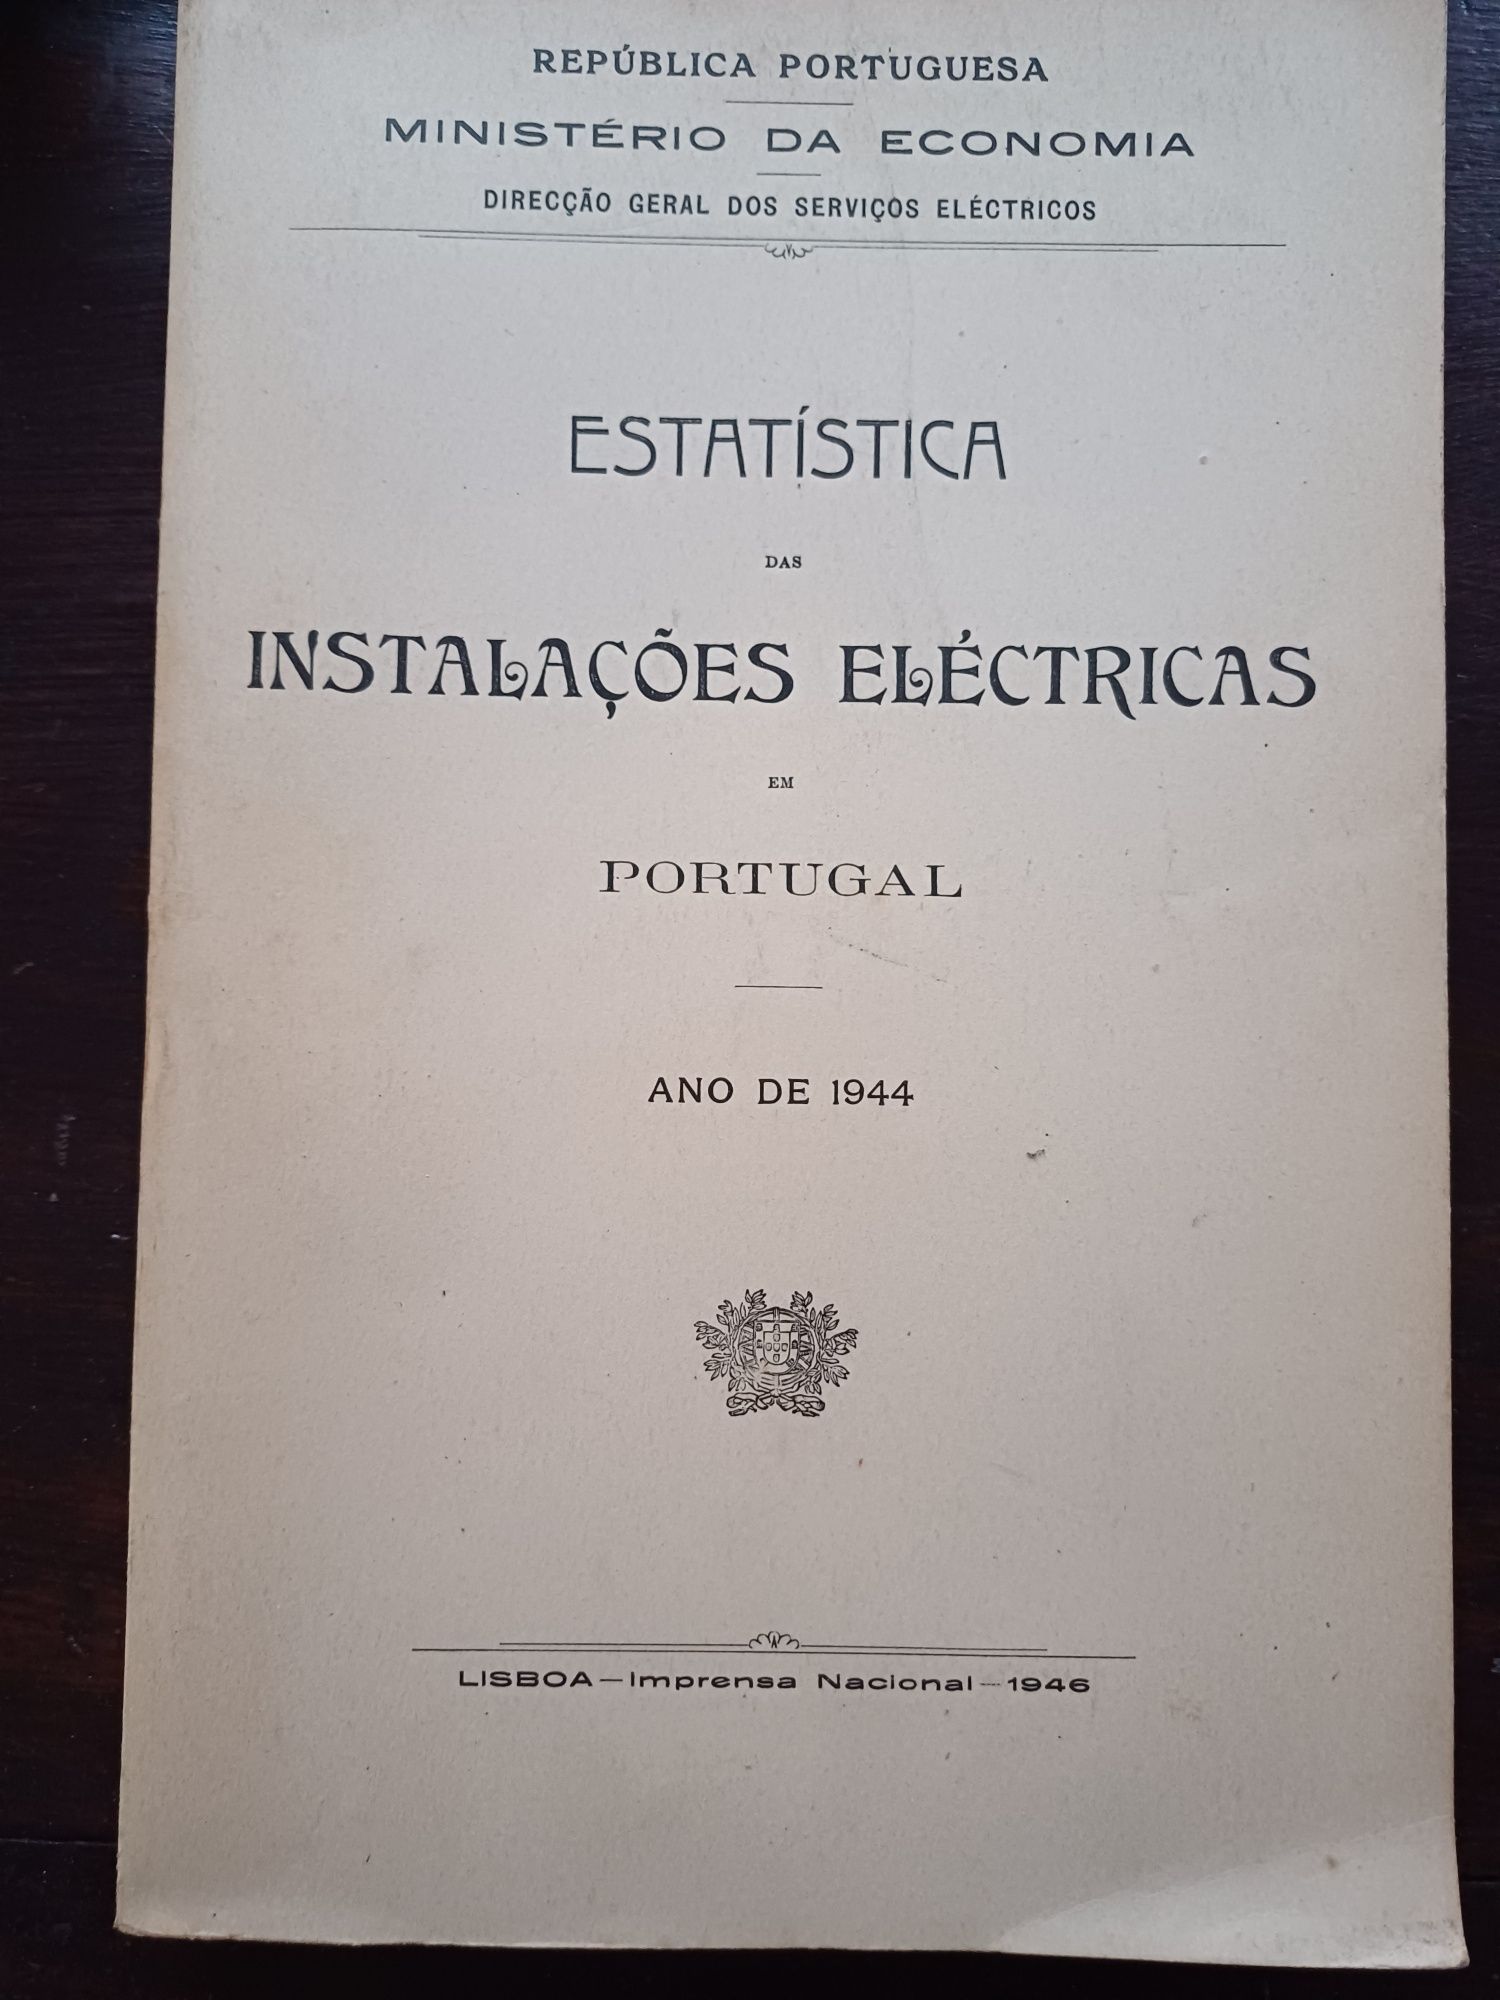 REPÚBLICA PORTUGUESA
MINISTÉRIO DA ECONOMIA
DIRECÇÃO GERAL DOS SERVIÇOS ELÉCTRICOS
ESTATÍSTICA
DAS
INSTALAÇÕES ELÉCTRICAS
EM
PORTUGAL
ANO DE 1944
LISBOA—Imprensa Nacional—1946